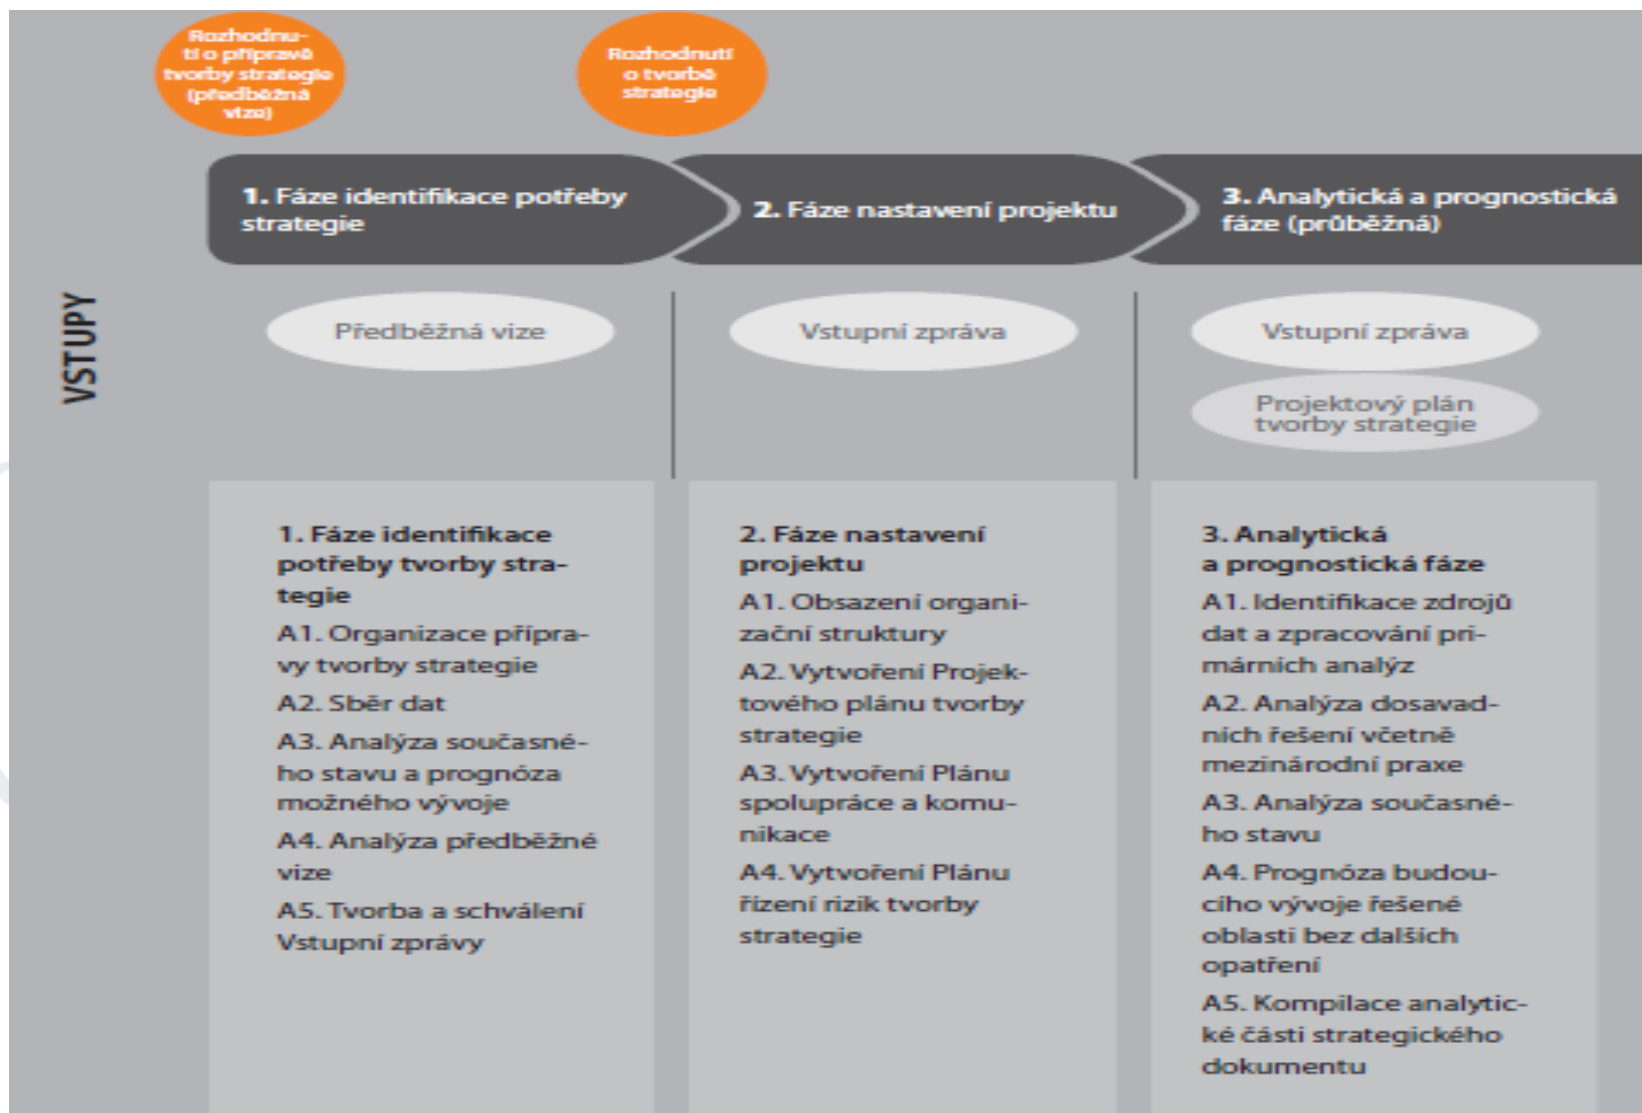 Rozhodnu-
tí o přípravě
tvorby strategie
(předběžná
vize)
Rozhodnutí
o tvorbě
strategie
1. Fáze identifikace potřeby
strategie
2. Fáze nastavení projektu
3. Analytická a prognostická
fáze (průběžná)
VSTUPY
Předběžná vize
Vstupní zpráva
Vstupní zpráva
Projektový plán
tvorby strategie
1. Fáze identifikace
potřeby tvorby stra-
tegie
A1. Organizace přípra-
vy tvorby strategie
A2. Sběr dat
A3. Analýza současné-
ho stavu a prognóza
možného vývoje
A4. Analýza předběžné
vize
A5. Tvorba a schválení
Vstupní zprávy
2. Fáze nastavení
projektu
A1. Obsazení organi-
zační struktury
A2. Vytvoření Projek-
tového plánu tvorby
strategie
A3. Vytvoření Plánu
spolupráce a komu-
nikace
A4. Vytvoření Plánu
řízení rizik tvorby
strategie
3. Analytická
a prognostická fáze
A1. Identifikace zdrojů
dat a zpracování pri-
márních analýz
A2. Analýza dosavad-
ních řešení včetně
mezinárodní praxe
A3. Analýza současné-
ho stavu
A4. Prognóza budou-
cího vývoje řešené
oblasti bez dalších
opatření
A5. Kompilace analytic-
ké části strategického
dokumentu